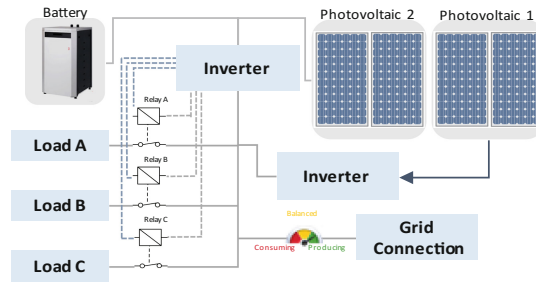 Battery
Photovoltaic 2
Photovoltaic 1
Inverter
Relay A
Load A
Relay B
Inverter
Load B
Relay C
Balanced
Consuming
Producing
Grid
Connection
Load C